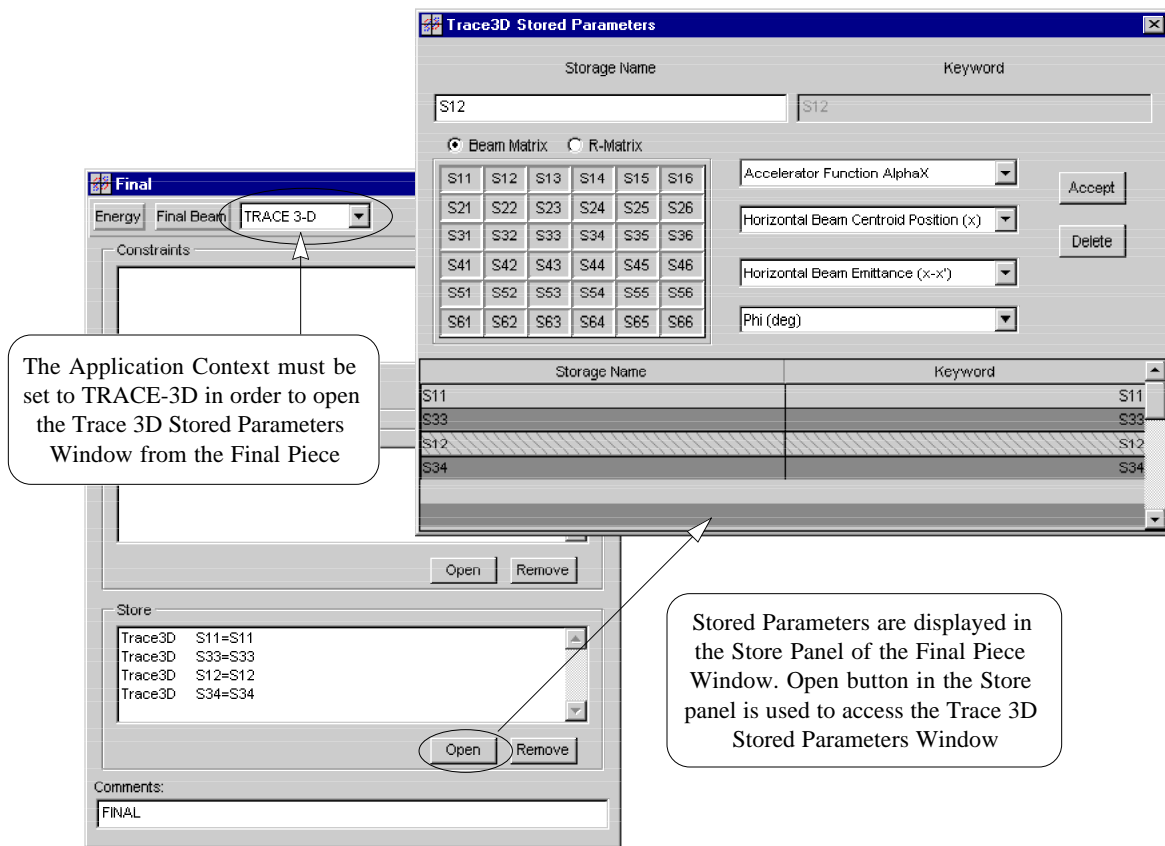 Trace3D Stored Parameters
Storage Name Keyword
S12 S12
Beam Matrix R-Matrix
S11 S12 S13 S14 S15 S16
S21 S22 S23 S24 S25 S26
S31 S32 S33 S34 S35 S36
S41 S42 S43 S44 S45 S46
S51 S52 S53 S54 S55 S56
S61 S62 S63 S64 S65 S66
Accelerator Function AlphaX
Horizontal Beam Centroid Position (x)
Horizontal Beam Emittance (x-x')
Phi (deg)
Accept
Delete
Storage Name Keyword
S11 S11
S33 S33
S12 S12
S34 S34
Final
Energy Final Beam TRACE 3-D
Constraints
The Application Context must be
set to TRACE-3D in order to open
the Trace 3D Stored Parameters
Window from the Final Piece
Open Remove
Store
Trace3D S11=S11
Trace3D S33=S33
Trace3D S12=S12
Trace3D S34=S34
Open Remove
Comments:
FINAL
Stored Parameters are displayed in
the Store Panel of the Final Piece
Window. Open button in the Store
panel is used to access the Trace 3D
Stored Parameters Window